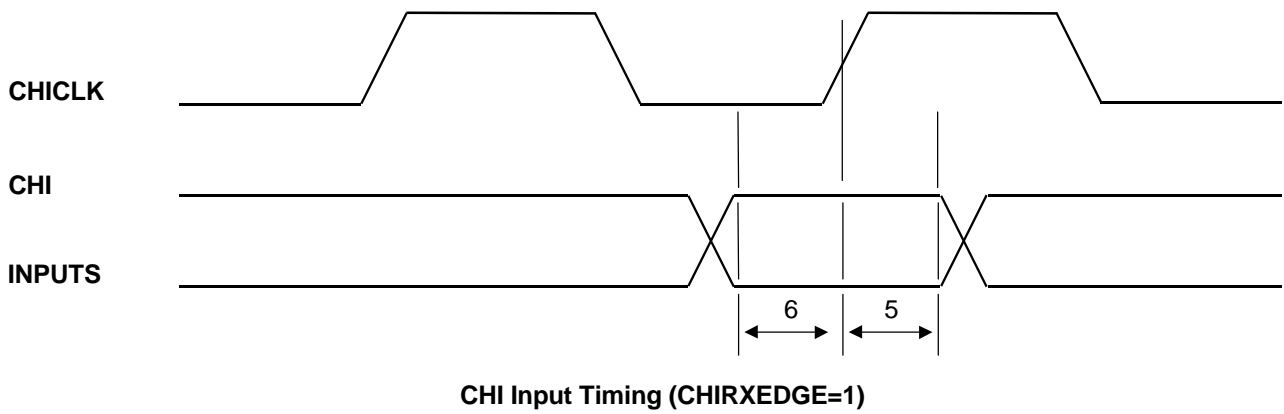 CHICLK
CHI
INPUTS
6
5
CHI Input Timing (CHIRXEDGE=1)